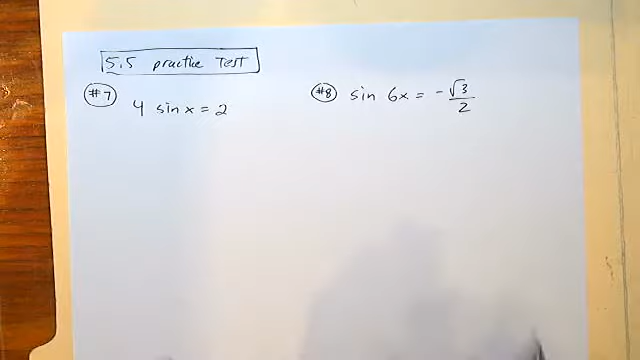 5.5 practice Test
#7 4 sin x = 2
#8 sin 6x = -√3/2